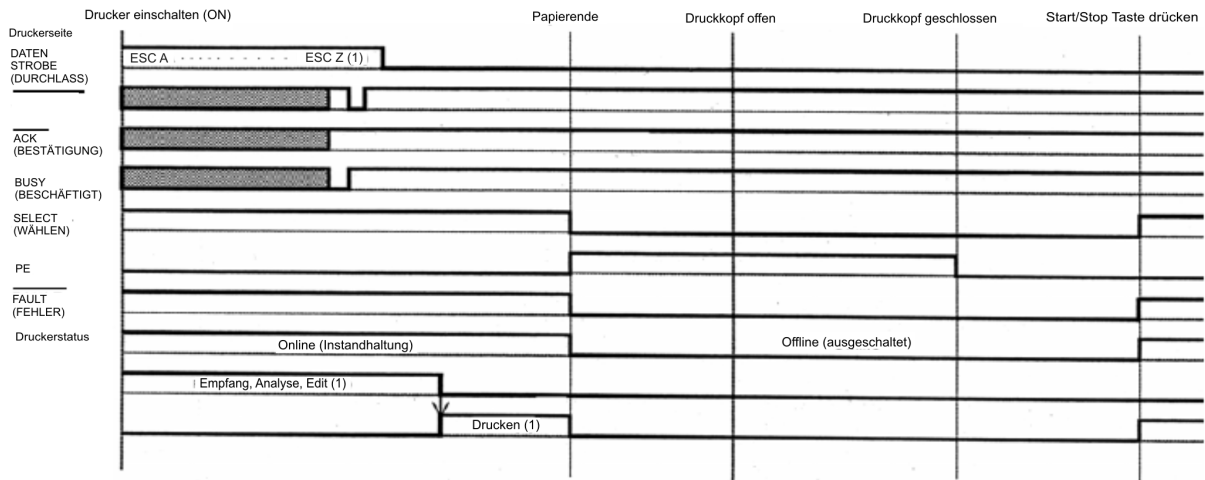 Drucker einschalten (ON)
Papierende
Druckkopf offen
Druckkopf geschlossen
Start/Stop Taste drücken
Druckerseite
DATEN
STROBE
(DURCHLASS)
ESC A
ESC Z (1)
ACK
(BESTÄTIGUNG)
BUSY
(BESCHÄFTIGT)
SELECT
(WÄHLEN)
PE
FAULT
(FEHLER)
Druckerstatus
Online (Instandhaltung)
Offline (ausgeschaltet)
Empfang, Analyse, Edit (1)
Drucken (1)